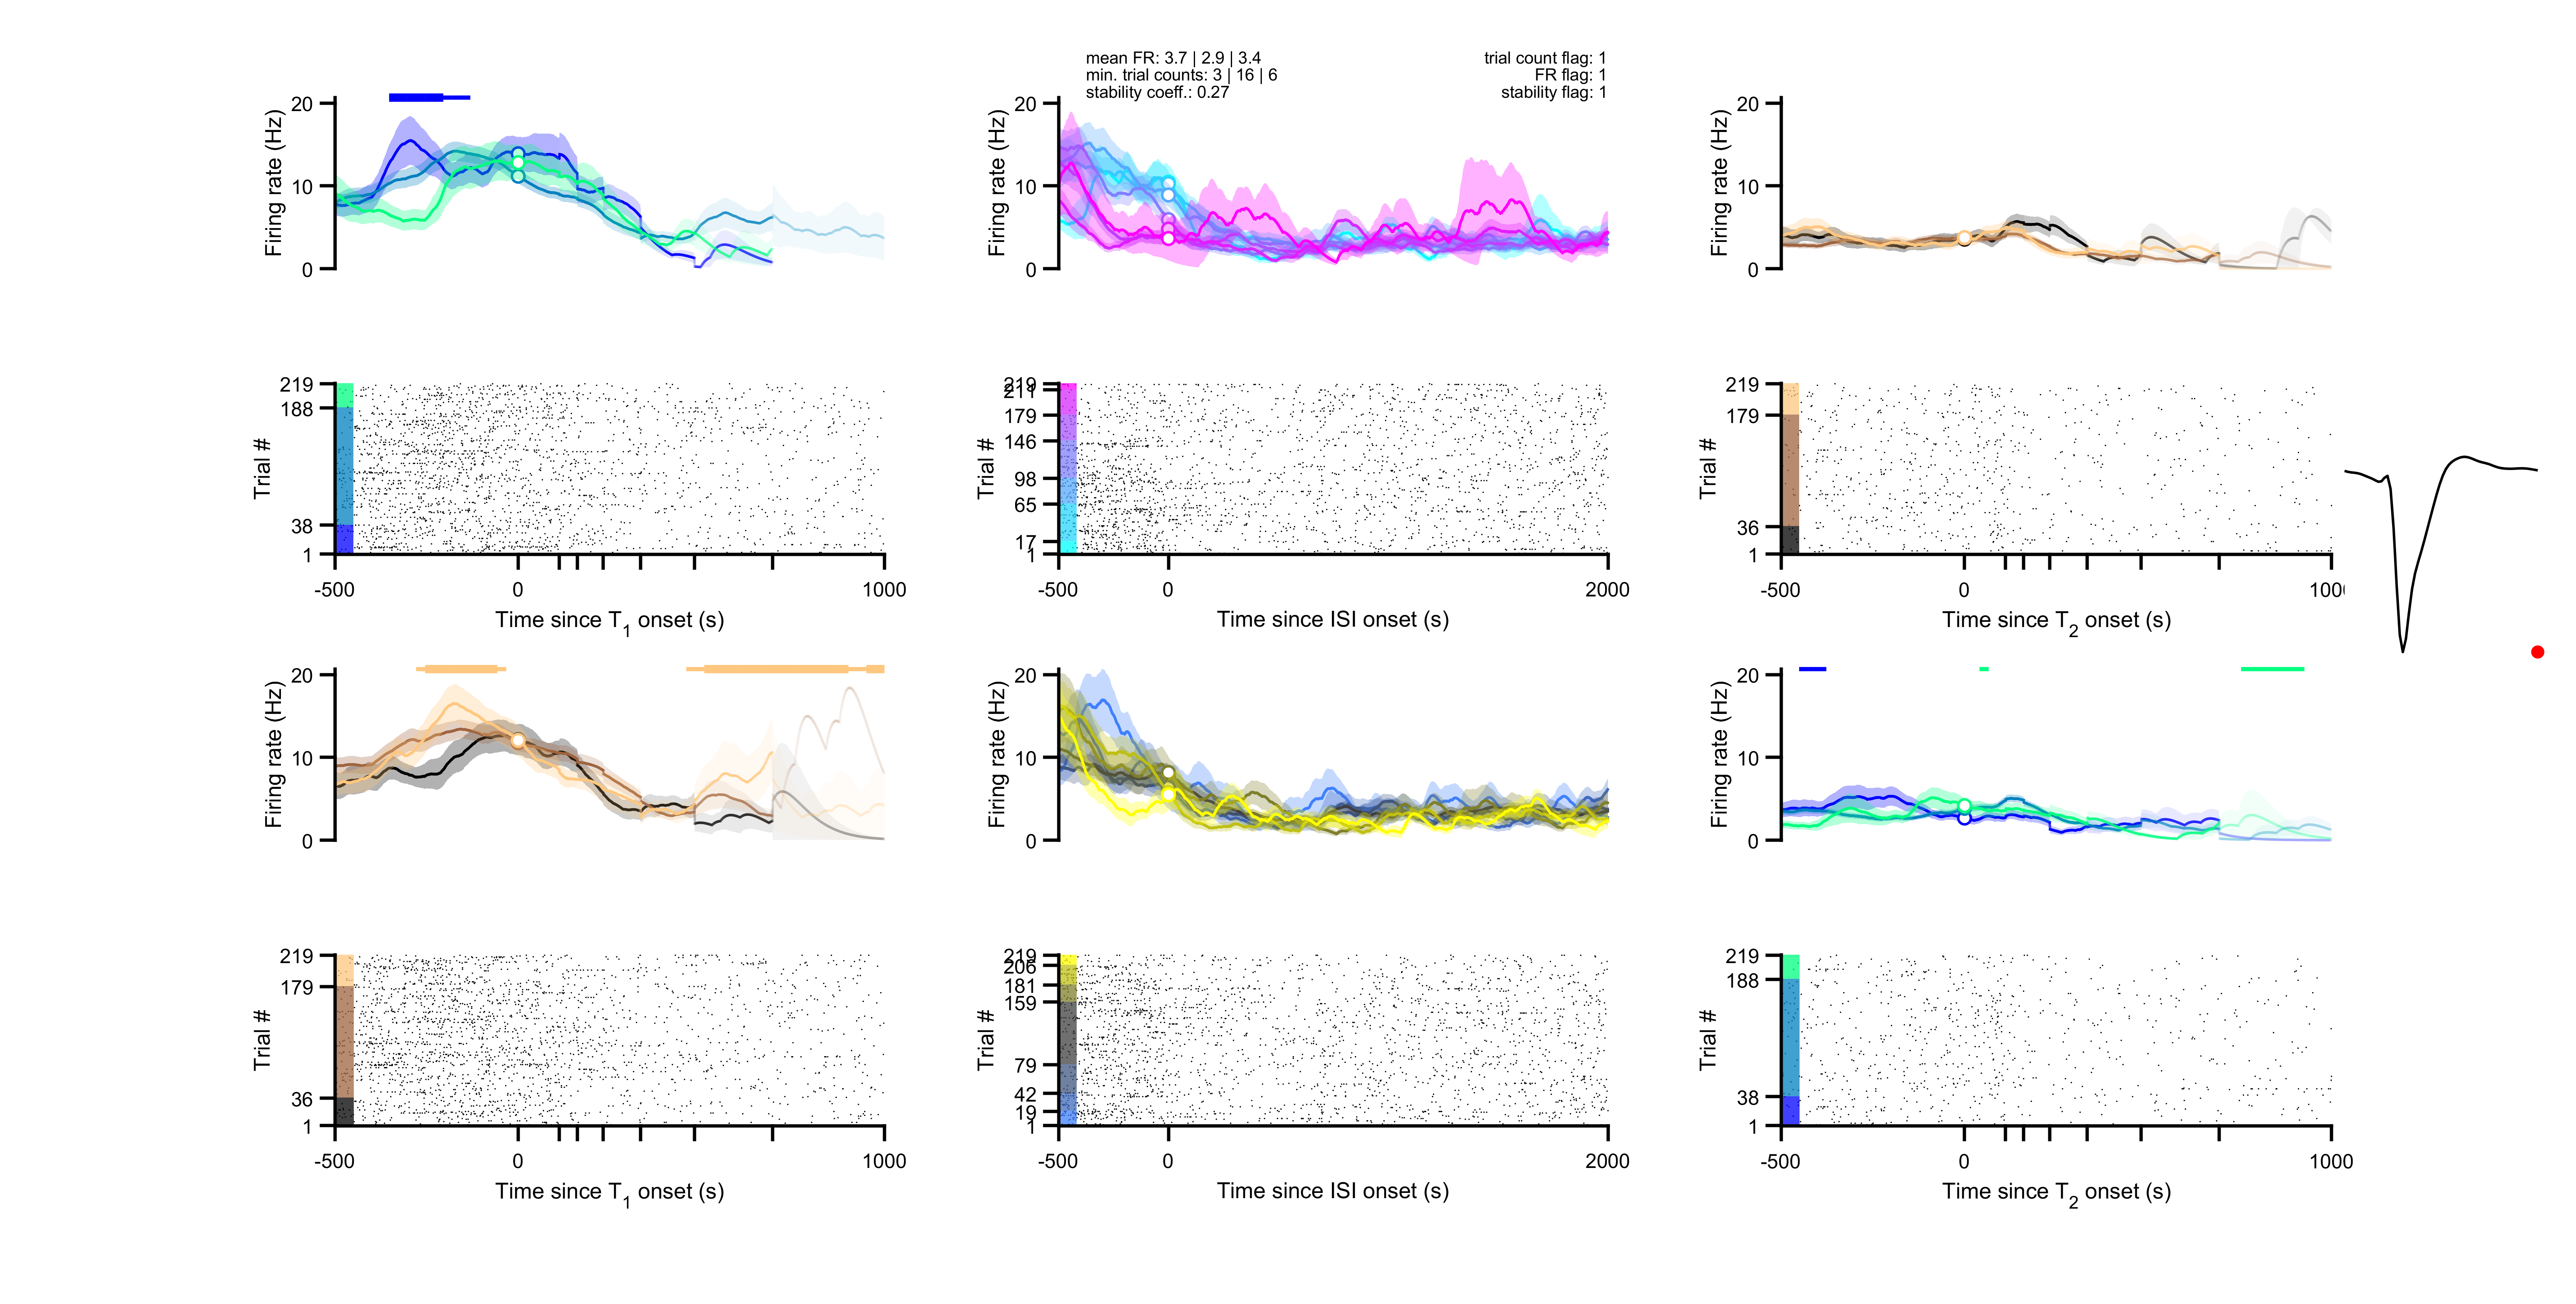 mean FR: 3.7 | 2.9 | 3.4
min. trial counts: 3 | 16 | 6
stability coeff.: 0.27
trial count flag: 1
FR flag: 1
stability flag: 1
Firing rate (Hz)
20
10
0
Firing rate (Hz)
20
10
0
Firing rate (Hz)
20
10
0
Trial #
219
188
38
1
-500
0
1000
Time since T1 onset (s)
Trial #
219
179
146
98
65
17
1
-500
0
2000
Time since ISI onset (s)
Trial #
219
179
36
1
-500
0
Time since T2 onset (s)
Firing rate (Hz)
20
10
0
Firing rate (Hz)
20
10
0
Firing rate (Hz)
20
10
0
Trial #
219
179
36
1
-500
0
1000
Time since T1 onset (s)
Trial #
219
206
181
159
79
42
19
1
-500
0
2000
Time since ISI onset (s)
Trial #
219
188
38
1
-500
0
1000
Time since T2 onset (s)